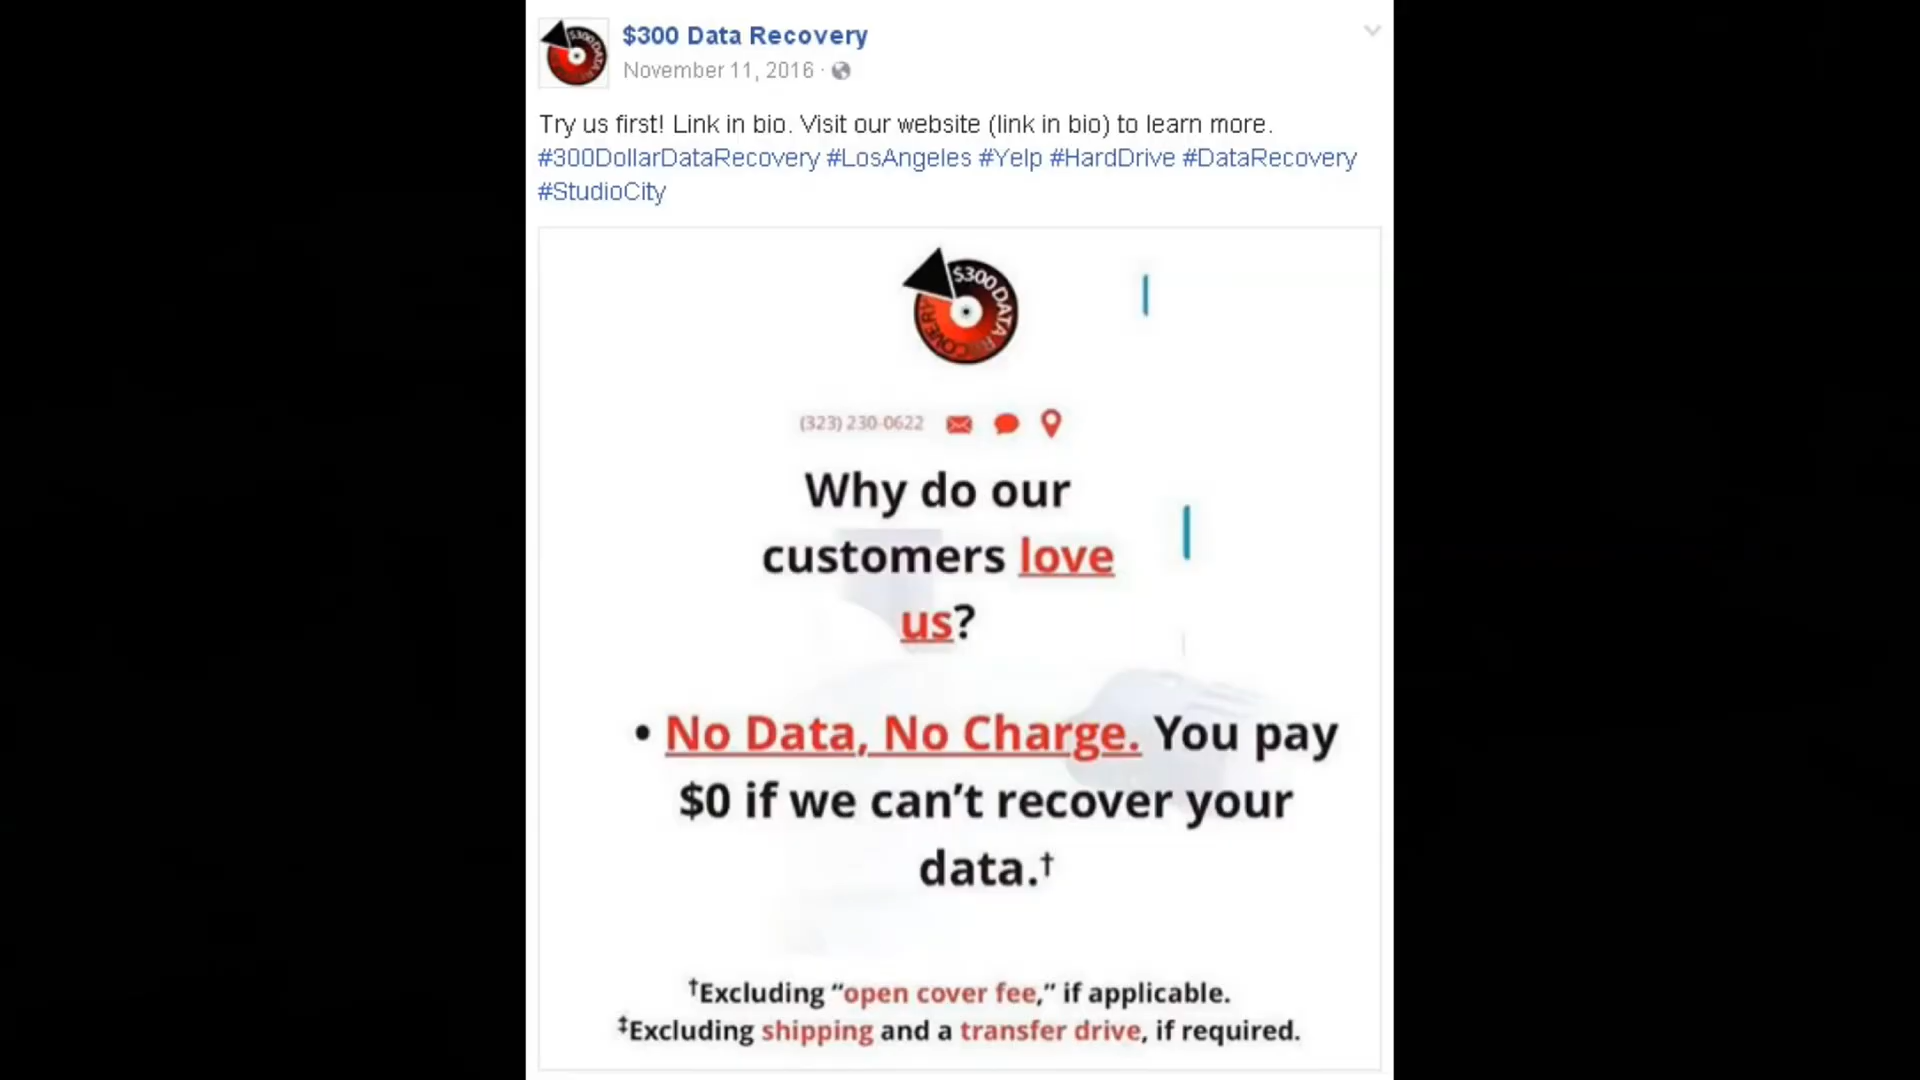 $300 Data Recovery
November 11, 2016 ·
Try us first! Link in bio. Visit our website (link in bio) to learn more.
#300DollarDataRecovery #LosAngeles #Yelp #HardDrive #DataRecovery
#StudioCity
$300 DATA RECOVERY
(323) 230-0622
Why do our
customers love
us?
• No Data, No Charge. You pay
$0 if we can’t recover your
data.†
†Excluding “open cover fee,” if applicable.
‡Excluding shipping and a transfer drive, if required.